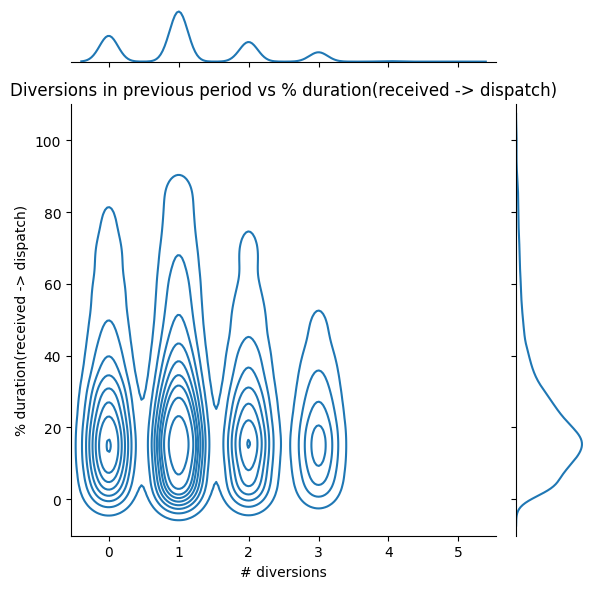 Diversions in previous period vs % duration(received -> dispatch)
100
80
60
40
20
0
% duration(received -> dispatch)
0 1 2 3 4 5
# diversions